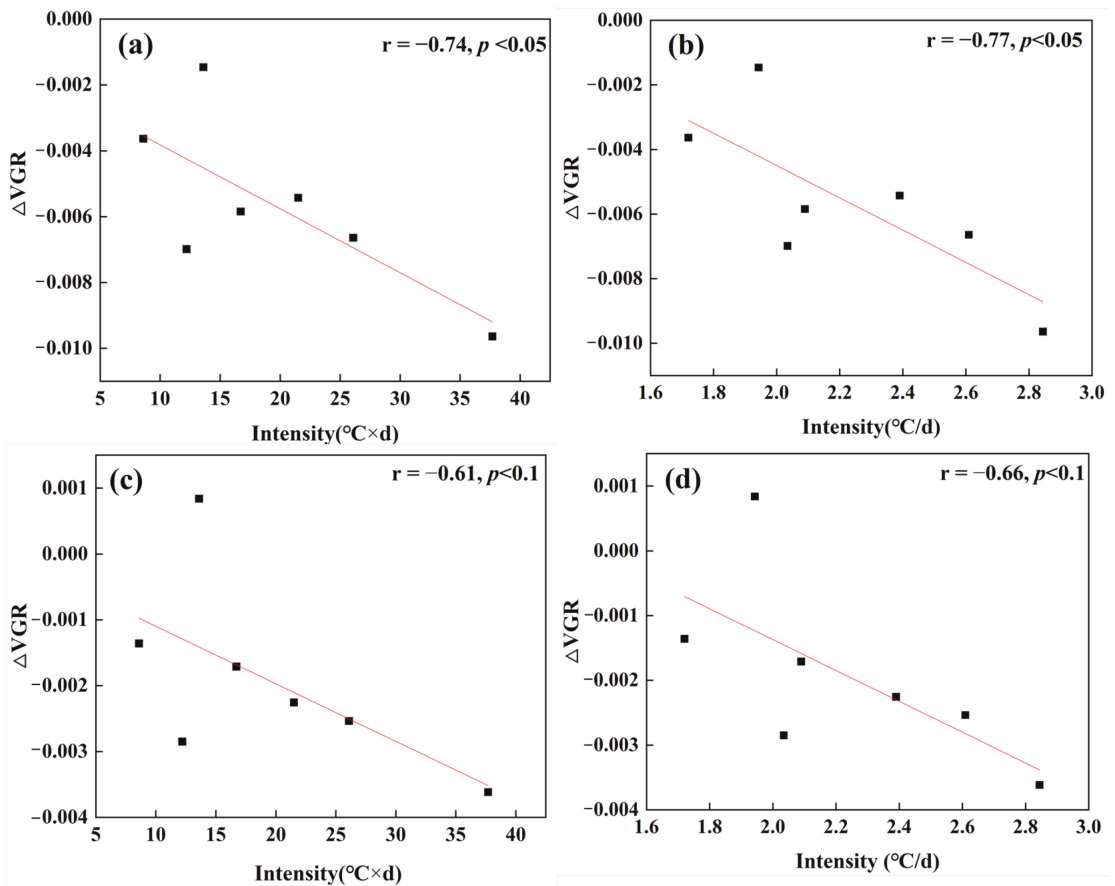 (a)
r = −0.74, p <0.05
0.000
−0.002
−0.004
−0.006
−0.008
−0.010
△VGR
5 10 15 20 25 30 35 40
Intensity(°C×d)
(b)
r = −0.77, p<0.05
0.000
−0.002
−0.004
−0.006
−0.008
−0.010
△VGR
1.6 1.8 2.0 2.2 2.4 2.6 2.8 3.0
Intensity (°C/d)
(c)
r = −0.61, p<0.1
0.001
0.000
−0.001
−0.002
−0.003
−0.004
△VGR
5 10 15 20 25 30 35 40
Intensity(°C×d)
(d)
r = −0.66, p<0.1
0.001
0.000
−0.001
−0.002
−0.003
−0.004
△VGR
1.6 1.8 2.0 2.2 2.4 2.6 2.8 3.0
Intensity (°C/d)